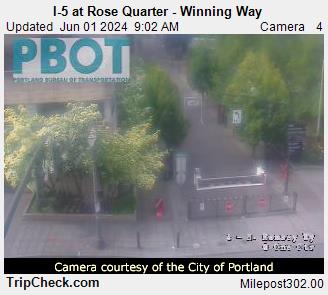 I-5 at Rose Quarter - Winning Way
Updated Jun 01 2024 9:02 AM Camera 4
PBOT
PORTLAND BUREAU OF TRANSPORTATION
Camera courtesy of the City of Portland
TripCheck.com Milepost302.00